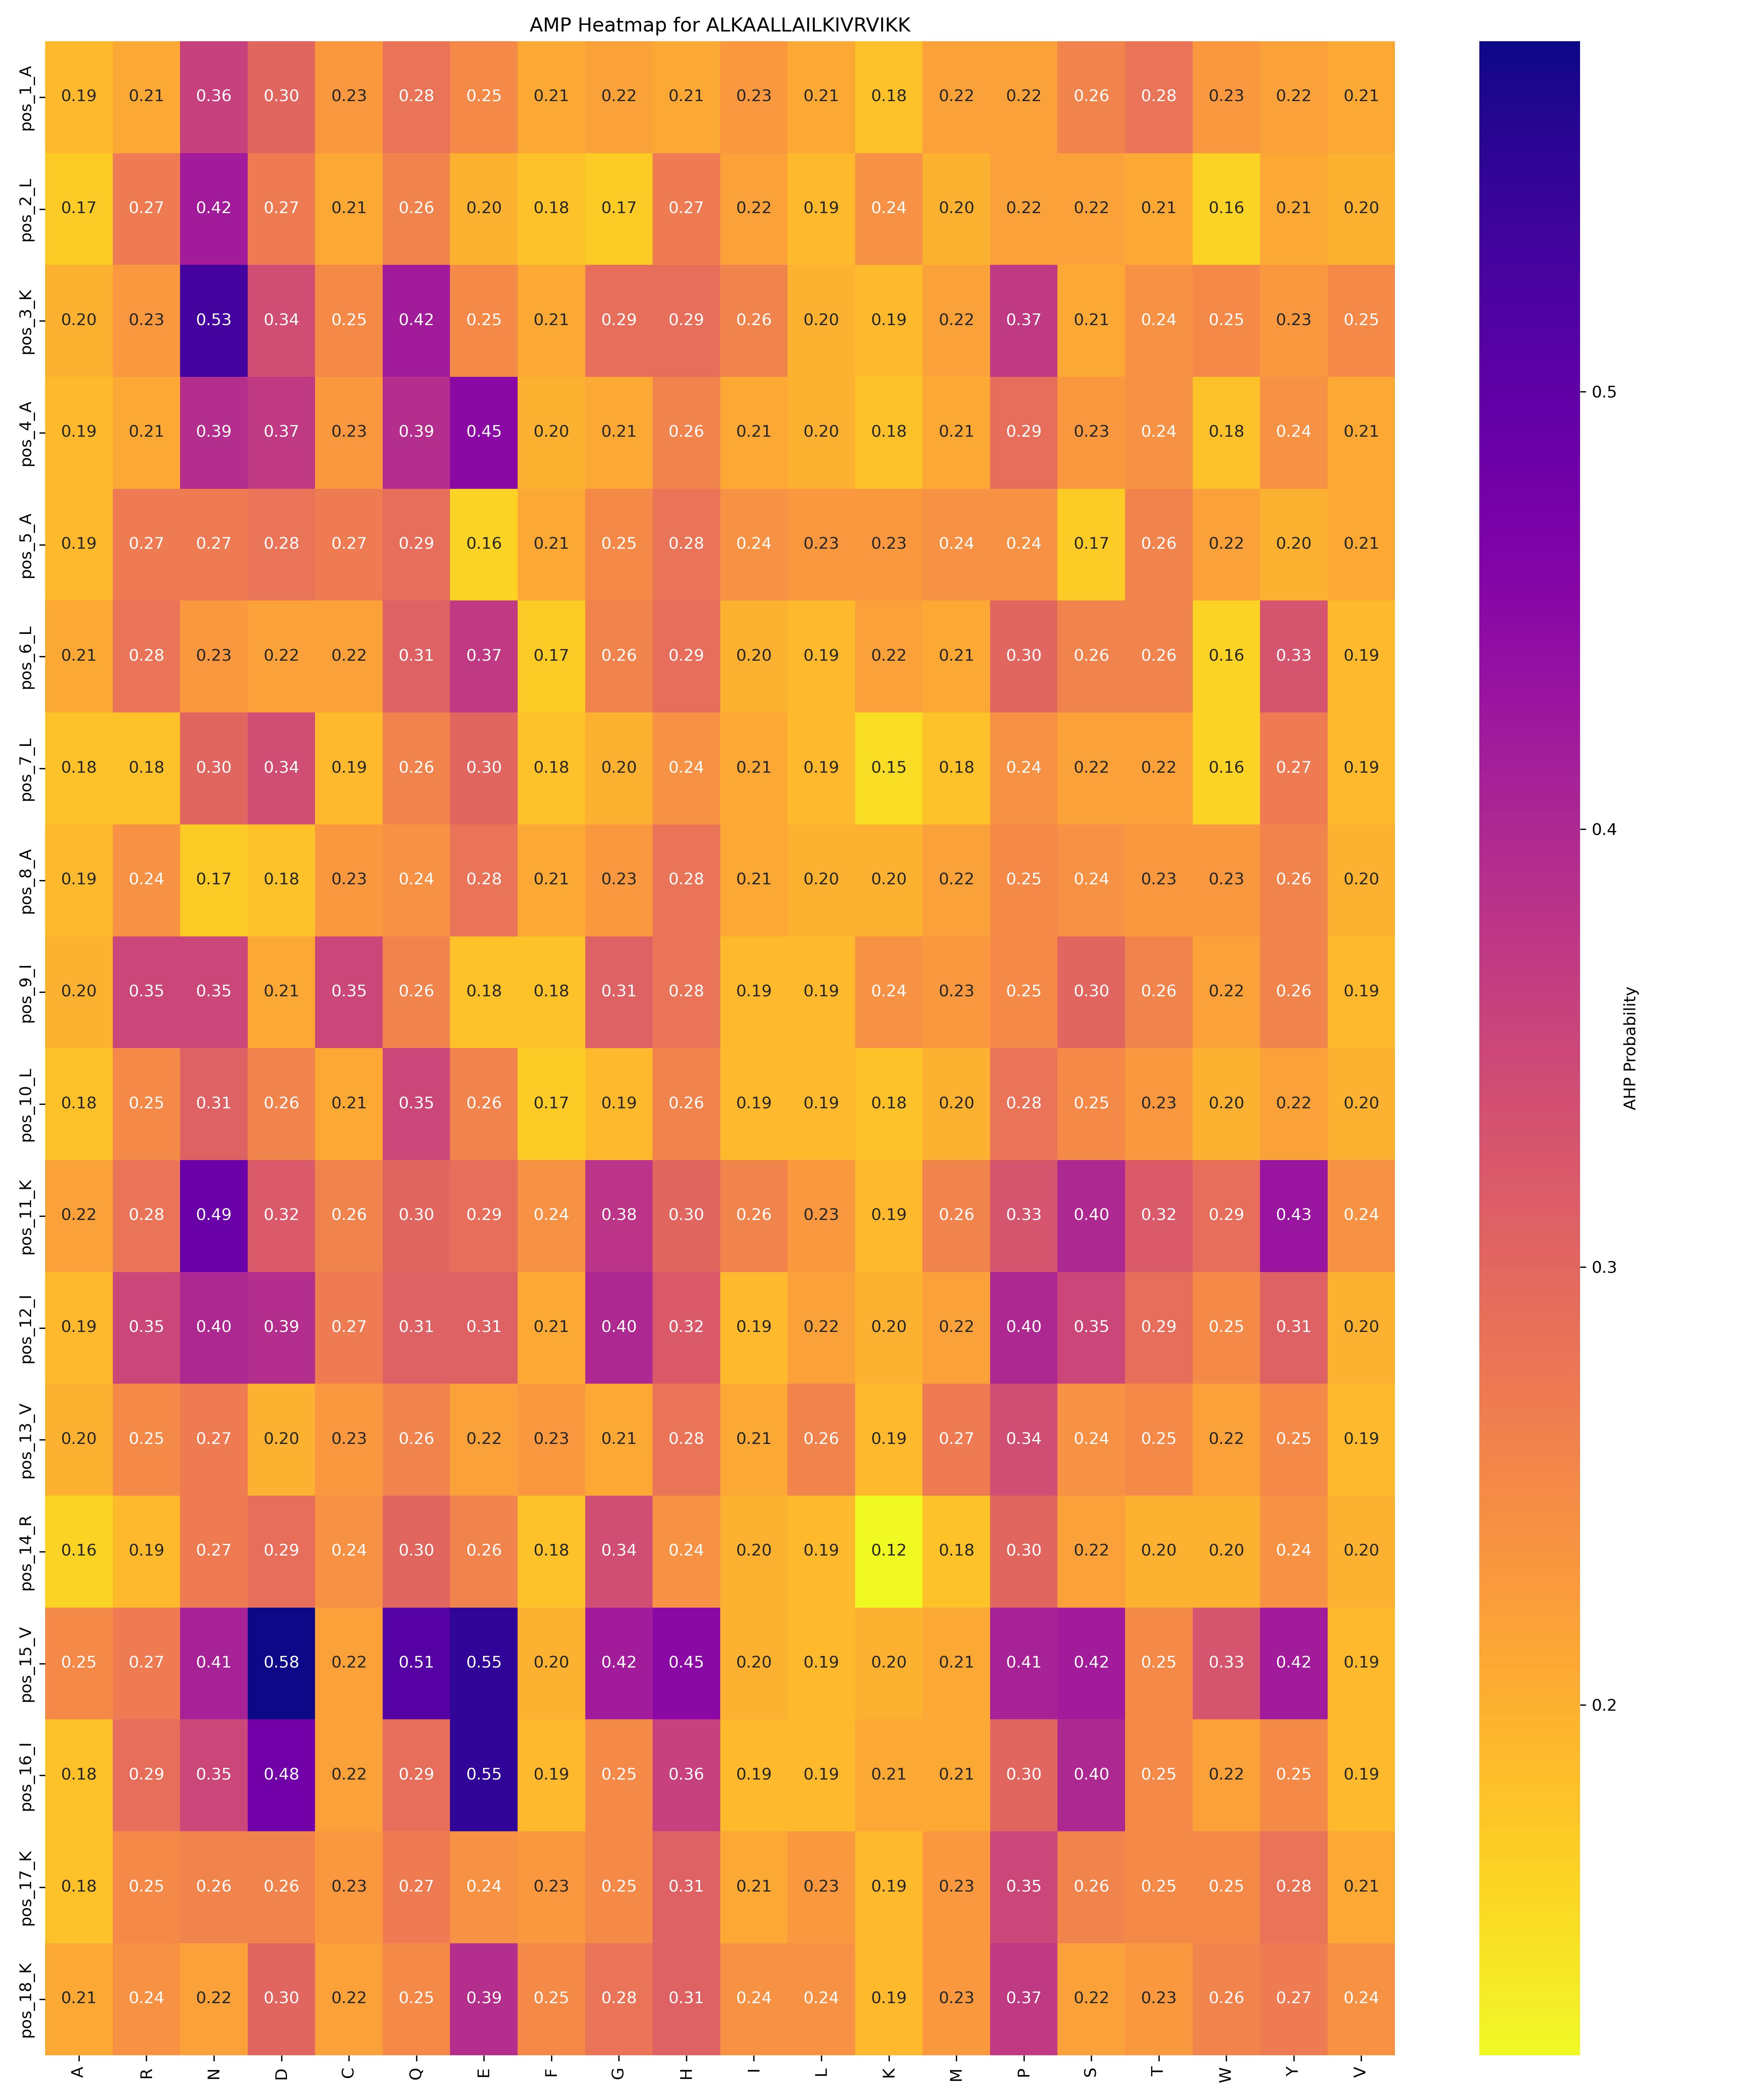 AMP Heatmap for ALKAALLAILKIVRVIKK
pos_1_A 0.19 0.21 0.36 0.30 0.23 0.28 0.25 0.21 0.22 0.21 0.23 0.21 0.18 0.22 0.22 0.26 0.28 0.23 0.22 0.21
pos_2_L 0.17 0.27 0.42 0.27 0.21 0.26 0.20 0.18 0.17 0.27 0.22 0.19 0.24 0.20 0.22 0.22 0.21 0.16 0.21 0.20
pos_3_K 0.20 0.23 0.53 0.34 0.25 0.42 0.25 0.21 0.29 0.29 0.26 0.20 0.19 0.22 0.37 0.21 0.24 0.25 0.23 0.25
pos_4_A 0.19 0.21 0.39 0.37 0.23 0.39 0.45 0.20 0.21 0.26 0.21 0.20 0.18 0.21 0.29 0.23 0.24 0.18 0.24 0.21
pos_5_A 0.19 0.27 0.27 0.28 0.27 0.29 0.16 0.21 0.25 0.28 0.24 0.23 0.23 0.24 0.24 0.17 0.26 0.22 0.20 0.21
pos_6_L 0.21 0.28 0.23 0.22 0.22 0.31 0.37 0.17 0.26 0.29 0.20 0.19 0.22 0.21 0.30 0.26 0.26 0.16 0.33 0.19
pos_7_L 0.18 0.18 0.30 0.34 0.19 0.26 0.30 0.18 0.20 0.24 0.21 0.19 0.15 0.18 0.24 0.22 0.22 0.16 0.27 0.19
pos_8_A 0.19 0.24 0.17 0.18 0.23 0.24 0.28 0.21 0.23 0.28 0.21 0.20 0.20 0.22 0.25 0.24 0.23 0.23 0.26 0.20
pos_9_I 0.20 0.35 0.35 0.21 0.35 0.26 0.18 0.18 0.31 0.28 0.19 0.19 0.24 0.23 0.25 0.30 0.26 0.22 0.26 0.19
pos_10_L 0.18 0.25 0.31 0.26 0.21 0.35 0.26 0.17 0.19 0.26 0.19 0.19 0.18 0.20 0.28 0.25 0.23 0.20 0.22 0.20
pos_11_K 0.22 0.28 0.49 0.32 0.26 0.30 0.29 0.24 0.38 0.30 0.26 0.23 0.19 0.26 0.33 0.40 0.32 0.29 0.43 0.24
pos_12_I 0.19 0.35 0.40 0.39 0.27 0.31 0.31 0.21 0.40 0.32 0.19 0.22 0.20 0.22 0.40 0.35 0.29 0.25 0.31 0.20
pos_13_V 0.20 0.25 0.27 0.20 0.23 0.26 0.22 0.23 0.21 0.28 0.21 0.26 0.19 0.27 0.34 0.24 0.25 0.22 0.25 0.19
pos_14_R 0.16 0.19 0.27 0.29 0.24 0.30 0.26 0.18 0.34 0.24 0.20 0.19 0.12 0.18 0.30 0.22 0.20 0.20 0.24 0.20
pos_15_V 0.25 0.27 0.41 0.58 0.22 0.51 0.55 0.20 0.42 0.45 0.20 0.19 0.20 0.21 0.41 0.42 0.25 0.33 0.42 0.19
pos_16_I 0.18 0.29 0.35 0.48 0.22 0.29 0.55 0.19 0.25 0.36 0.19 0.19 0.21 0.21 0.30 0.40 0.25 0.22 0.25 0.19
pos_17_K 0.18 0.25 0.26 0.26 0.23 0.27 0.24 0.23 0.25 0.31 0.21 0.23 0.19 0.23 0.35 0.26 0.25 0.25 0.28 0.21
pos_18_K 0.21 0.24 0.22 0.30 0.22 0.25 0.39 0.25 0.28 0.31 0.24 0.24 0.19 0.23 0.37 0.22 0.23 0.26 0.27 0.24
A R N D C Q E F G H I L K M P S T W Y V
0.5
0.4
0.3
0.2
AHP Probability